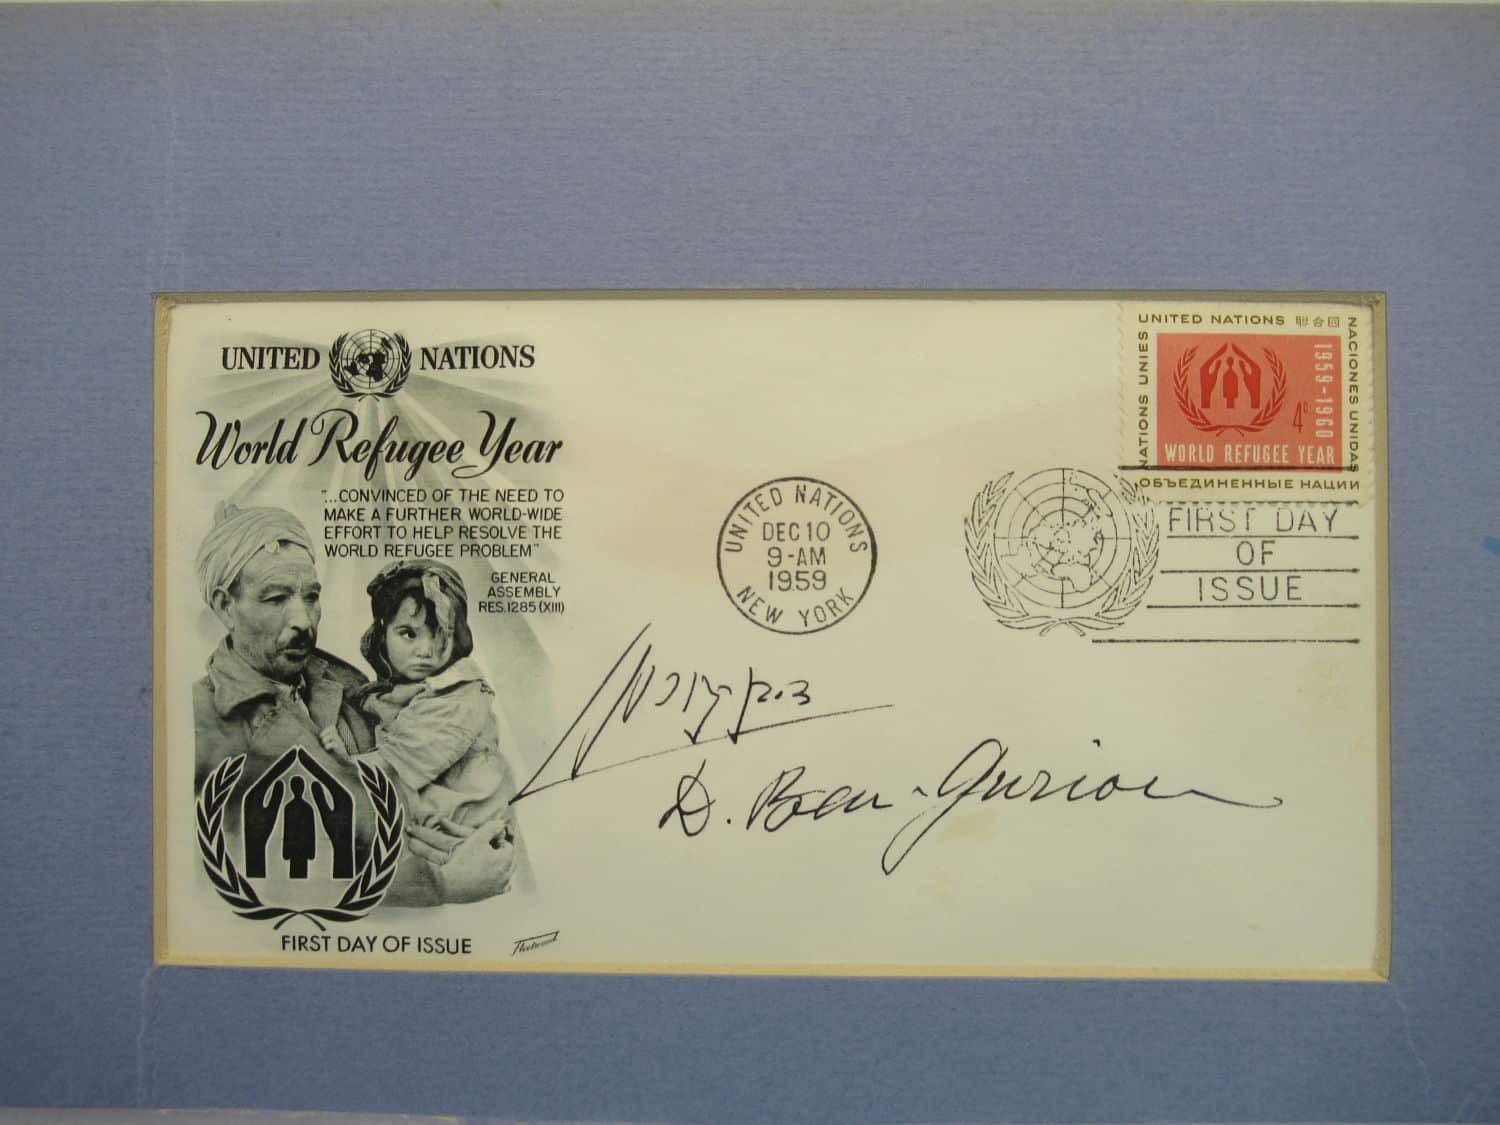 UNITED NATIONS
World Refugee Year
"...CONVINCED OF THE NEED TO
MAKE A FURTHER WORLD-WIDE
EFFORT TO HELP RESOLVE THE
WORLD REFUGEE PROBLEM"
GENERAL
ASSEMBLY
RES.1285 (XIII)
FIRST DAY OF ISSUE
Fleetwood
UNITED NATIONS
DEC 10
9-AM
1959
NEW YORK
UNITED NATIONS
NATIONS UNIES
NACIONES UNIDAS
1959-1960
4c
WORLD REFUGEE YEAR
ОБЪЕДИНЕННЫЕ НАЦИИ
FIRST DAY
OF
ISSUE
D. Ben-Gurion